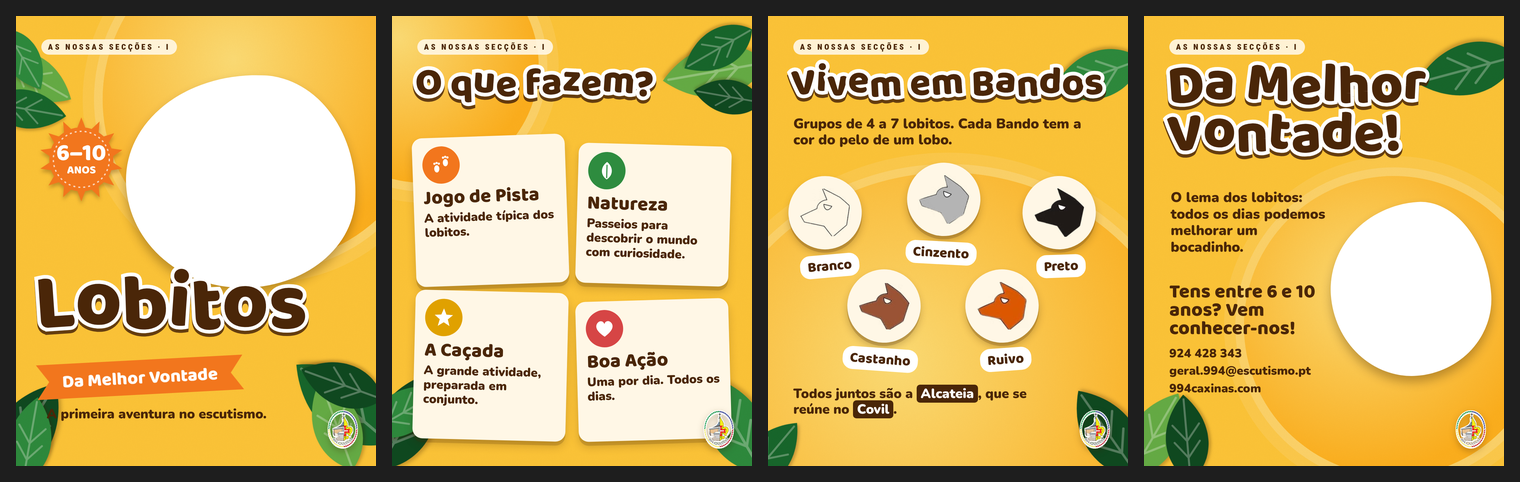 AS NOSSAS SECÇÕES · I
6–10
ANOS
Lobitos
Da Melhor Vontade
A primeira aventura no escutismo.
AS NOSSAS SECÇÕES · I
O que fazem?
Jogo de Pista
A atividade típica dos
lobitos.
Natureza
Passeios para
descobrir o mundo
com curiosidade.
A Caçada
A grande atividade,
preparada em
conjunto.
Boa Ação
Uma por dia. Todos os
dias.
AS NOSSAS SECÇÕES · I
Vivem em Bandos
Grupos de 4 a 7 lobitos. Cada Bando tem a
cor do pelo de um lobo.
Branco
Cinzento
Preto
Castanho
Ruivo
Todos juntos são a Alcateia, que se
reúne no Covil.
AS NOSSAS SECÇÕES · I
Da Melhor
Vontade!
O lema dos lobitos:
todos os dias podemos
melhorar um
bocadinho.
Tens entre 6 e 10
anos? Vem
conhecer-nos!
924 428 343
geral.994@escutismo.pt
994caxinas.com